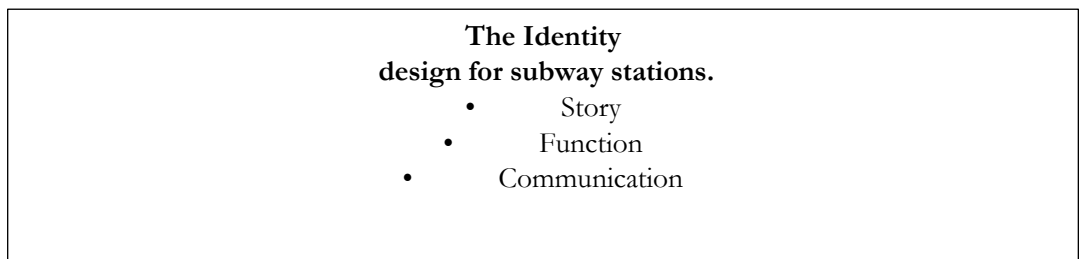 The Identity
design for subway stations.
• Story
• Function
• Communication